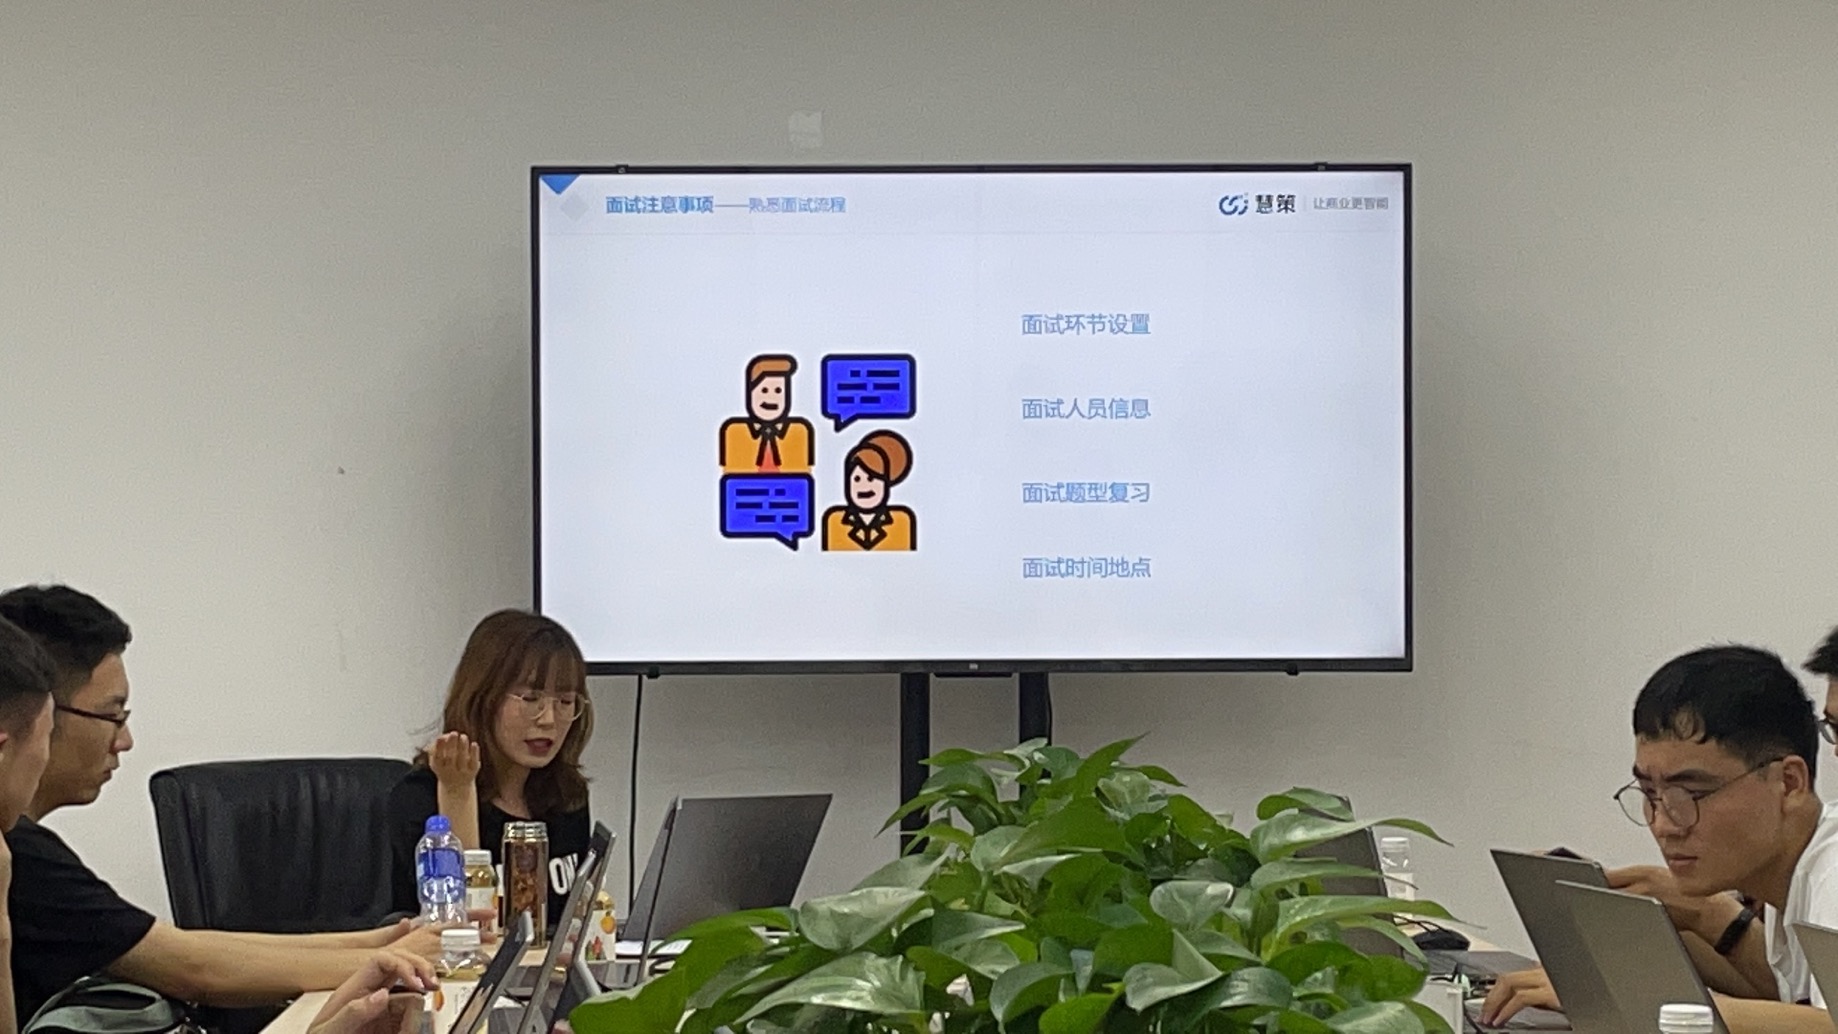 面试注意事项——熟悉面试流程
慧策 让商业更智能
面试环节设置
面试人员信息
面试题型复习
面试时间地点